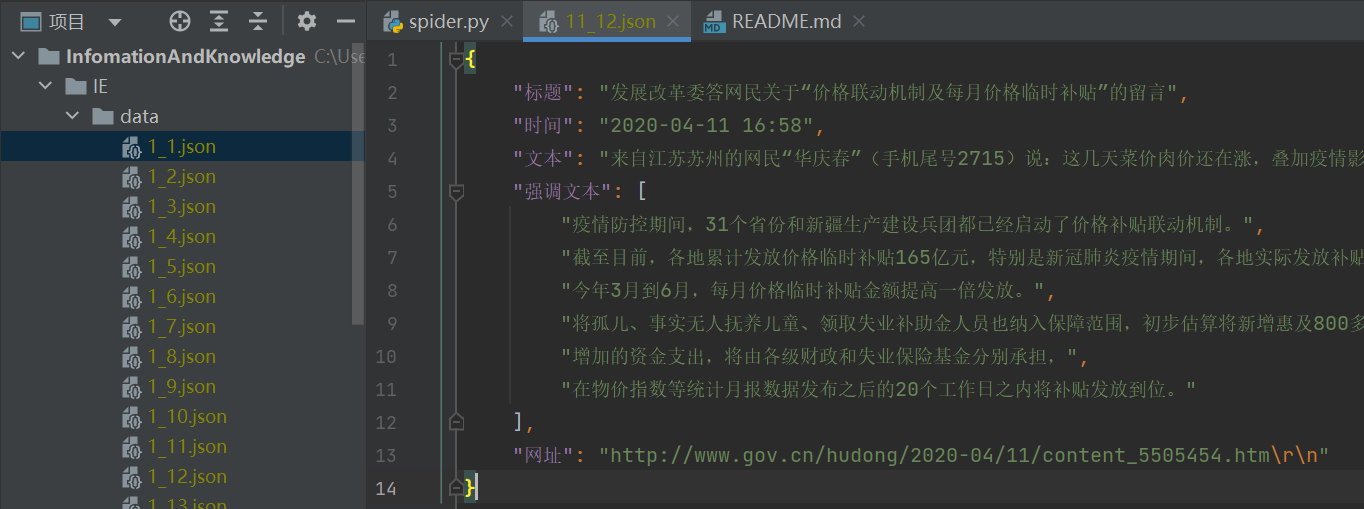 项目
spider.py
11_12.json
README.md
InfomationAndKnowledge C:\Use
IE
data
1_1.json
1_2.json
1_3.json
1_4.json
1_5.json
1_6.json
1_7.json
1_8.json
1_9.json
1_10.json
1_11.json
1_12.json
1_13.json
1 {
2 "标题": "发展改革委答网民关于“价格联动机制及每月价格临时补贴”的留言",
3 "时间": "2020-04-11 16:58",
4 "文本": "来自江苏苏州的网民“华庆春”（手机尾号2715）说：这几天菜价肉价还在涨，叠加疫情影
5 "强调文本": [
6 "疫情防控期间，31个省份和新疆生产建设兵团都已经启动了价格补贴联动机制。",
7 "截至目前，各地累计发放价格临时补贴165亿元，特别是新冠肺炎疫情期间，各地实际发放补贴
8 "今年3月到6月，每月价格临时补贴金额提高一倍发放。",
9 "将孤儿、事实无人抚养儿童、领取失业补助金人员也纳入保障范围，初步估算将新增惠及800多
10 "增加的资金支出，将由各级财政和失业保险基金分别承担，",
11 "在物价指数等统计月报数据发布之后的20个工作日之内将补贴发放到位。"
12 ],
13 "网址": "http://www.gov.cn/hudong/2020-04/11/content_5505454.htm\r\n"
14 }